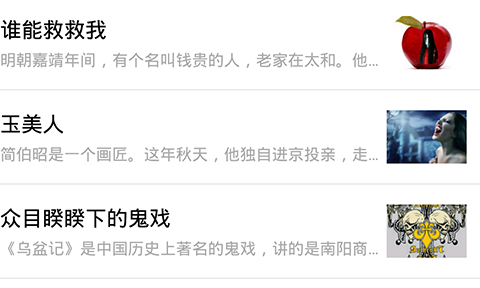 谁能救救我
明朝嘉靖年间，有个名叫钱贵的人，老家在太和。他...
玉美人
简伯昭是一个画匠。这年秋天，他独自进京投亲，走...
众目睽睽下的鬼戏
《乌盆记》是中国历史上著名的鬼戏，讲的是南阳商...